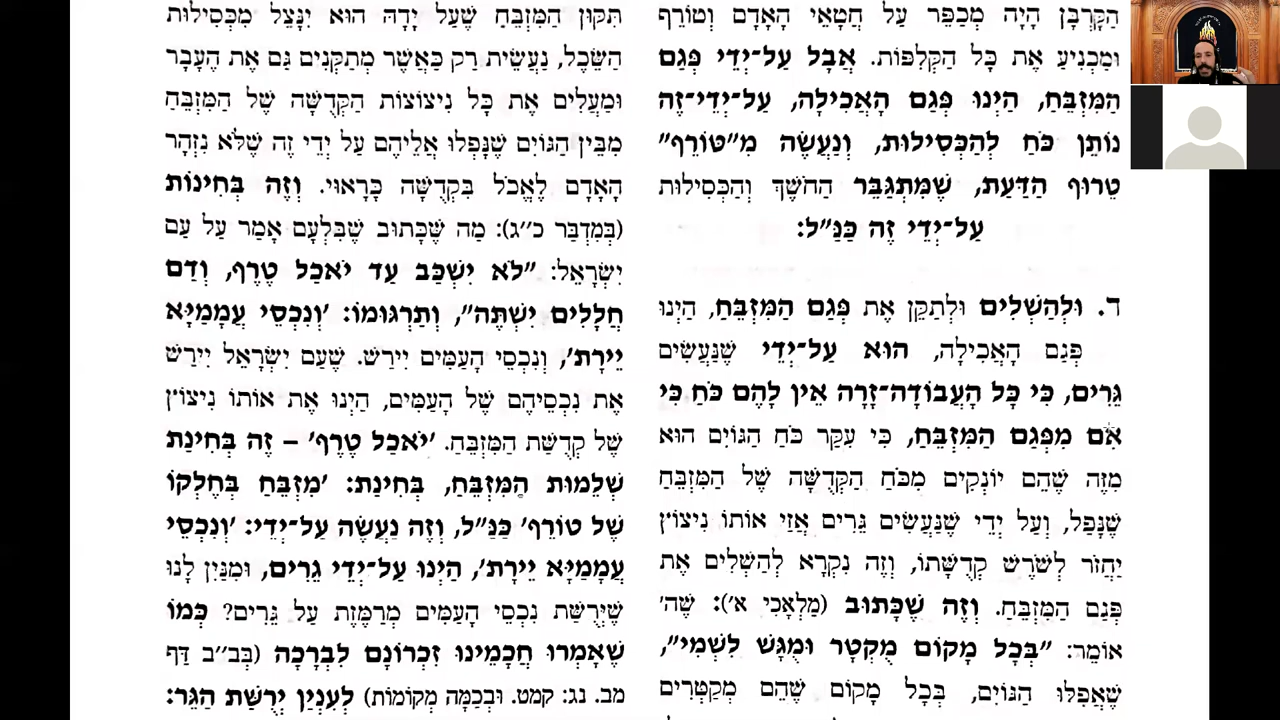 הַקָּרְבָּן הָיָה מְכַפֵּר עַל חֲטָאֵי הָאָדָם וְטוֹרֵף
וּמַכְנִיעַ אֶת כָּל הַקְּלִפּוֹת. אֲבָל עַל־יְדֵי פְּגַם
הַמִּזְבֵּחַ, הַיְנוּ פְּגַם הָאֲכִילָה, עַל־יְדֵי־זֶה
נוֹתֵן כֹּחַ לְהַכְּסִילוּת, וְנַעֲשֶׂה מִ"טּוֹרֵף"
טֵרוּף הַדַּעַת, שֶׁמִּתְגַּבֵּר הַחֹשֶׁךְ וְהַכְּסִילוּת
עַל־יְדֵי זֶה כַּנַּ"ל:
ד. וּלְהַשְׁלִים וּלְתַקֵּן אֶת פְּגַם הַמִּזְבֵּחַ, הַיְנוּ
פְּגַם הָאֲכִילָה, הוּא עַל־יְדֵי שֶׁנַּעֲשִׂים
גֵּרִים, כִּי כָּל הָעֲבוֹדָה־זָרָה אֵין לָהֶם כֹּחַ כִּי
אִם מִפְּגַם הַמִּזְבֵּחַ, כִּי עִקַּר כֹּחַ הַגּוֹיִם הוּא
מִזֶּה שֶׁהֵם יוֹנְקִים מִכֹּחַ הַקְּדֻשָּׁה שֶׁל הַמִּזְבֵּחַ
שֶׁנָּפַל, וְעַל יְדֵי שֶׁנַּעֲשִׂים גֵּרִים אֲזַי אוֹתוֹ נִיצוֹץ
יַחֲזוֹר לְשֹׁרֶשׁ קְדֻשָּׁתוֹ, וְזֶה נִקְרָא לְהַשְׁלִים אֶת
פְּגַם הַמִּזְבֵּחַ. וְזֶה שֶׁכָּתוּב (מַלְאָכִי א'): שֶׁה'
אוֹמֵר: "בְּכָל מָקוֹם מֻקְטָר וּמֻגָּשׁ לִשְׁמִי",
שֶׁאֲפִלּוּ הַגּוֹיִם, בְּכָל מָקוֹם שֶׁהֵם מְקַטְּרִים
תִּקּוּן הַמִּזְבֵּחַ שֶׁעַל יָדָהּ הוּא יִנָּצֵל מִכְּסִילוּת
הַשֵּׂכֶל, נַעֲשֵׂית רַק כַּאֲשֶׁר מְתַקְּנִים גַּם אֶת הֶעָבָר
וּמַעֲלִים אֶת כָּל נִיצוֹצוֹת הַקְּדֻשָּׁה שֶׁל הַמִּזְבֵּחַ
מִבֵּין הַגּוֹיִם שֶׁנָּפְלוּ אֲלֵיהֶם עַל יְדֵי זֶה שֶׁלֹּא נִזְהַר
הָאָדָם לֶאֱכֹל בִּקְדֻשָּׁה כָּרָאוּי. וְזֶה בְּחִינוֹת
(בְּמִדְבַּר כ"ג): מַה שֶּׁכָּתוּב שֶׁבִּלְעָם אָמַר עַל עַם
יִשְׂרָאֵל: "לֹא יִשְׁכַּב עַד יֹאכַל טֶרֶף, וְדַם
חֲלָלִים יִשְׁתֶּה", וְתַרְגּוּמוֹ: 'וְנִכְסֵי עֲמָמַיָּא
יֵירַת', וְנִכְסֵי הָעַמִּים יִירַשׁ. שֶׁעַם יִשְׂרָאֵל יִירַשׁ
אֶת נִכְסֵיהֶם שֶׁל הָעַמִּים, הַיְנוּ אֶת אוֹתוֹ נִיצוֹץ
שֶׁל קְדֻשַּׁת הַמִּזְבֵּחַ. 'יֹאכַל טֶרֶף' – זֶה בְּחִינַת
שְׁלֵמוּת הַמִּזְבֵּחַ, בְּחִינַת: 'מִזְבֵּחַ בְּחֶלְקוֹ
שֶׁל טוֹרֵף' כַּנַּ"ל, וְזֶה נַעֲשֶׂה עַל־יְדֵי: 'וְנִכְסֵי
עֲמָמַיָּא יֵירַת', הַיְנוּ עַל־יְדֵי גֵרִים, וּמִנַּיִן לָנוּ
שֶׁיְּרֻשַּׁת נִכְסֵי הָעַמִּים מְרַמֶּזֶת עַל גֵּרִים? כְּמוֹ
שֶׁאָמְרוּ חֲכָמֵינוּ זִכְרוֹנָם לִבְרָכָה (בְּב"ב דַּף
מב. נג: קמט. וּבְכַמָּה מְקוֹמוֹת) לְעִנְיַן יְרֻשַּׁת הַגֵּר: